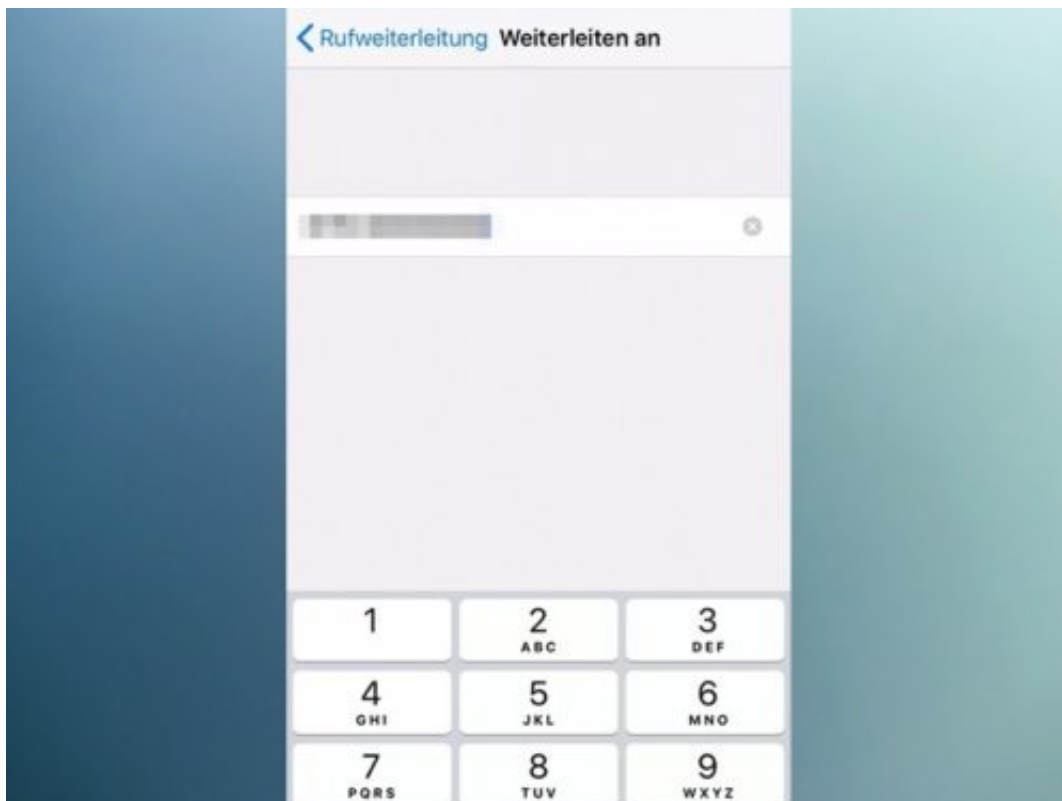 Rufweiterleitung Weiterleiten an
1 2 3
ABC DEF
4 5 6
GHI JKL MNO
7 8 9
PQRS TUV WXYZ